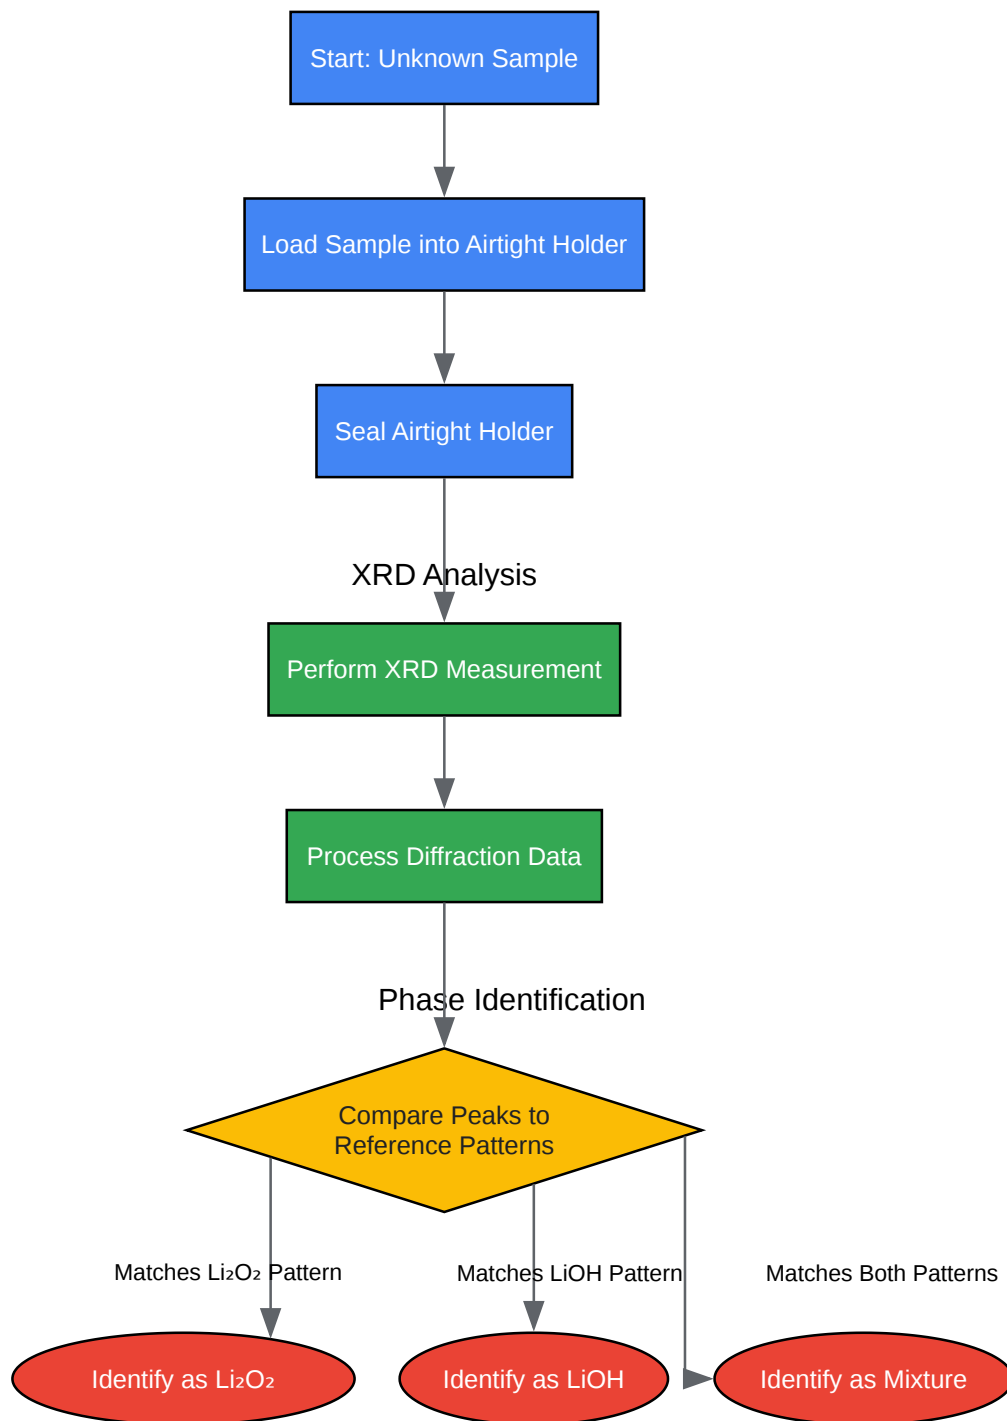 Start: Unknown Sample
Load Sample into Airtight Holder
Seal Airtight Holder
XRD Analysis
Perform XRD Measurement
Process Diffraction Data
Phase Identification
Compare Peaks to
Reference Patterns
Matches Li₂O₂ Pattern
Matches LiOH Pattern
Matches Both Patterns
Identify as Li₂O₂
Identify as LiOH
Identify as Mixture